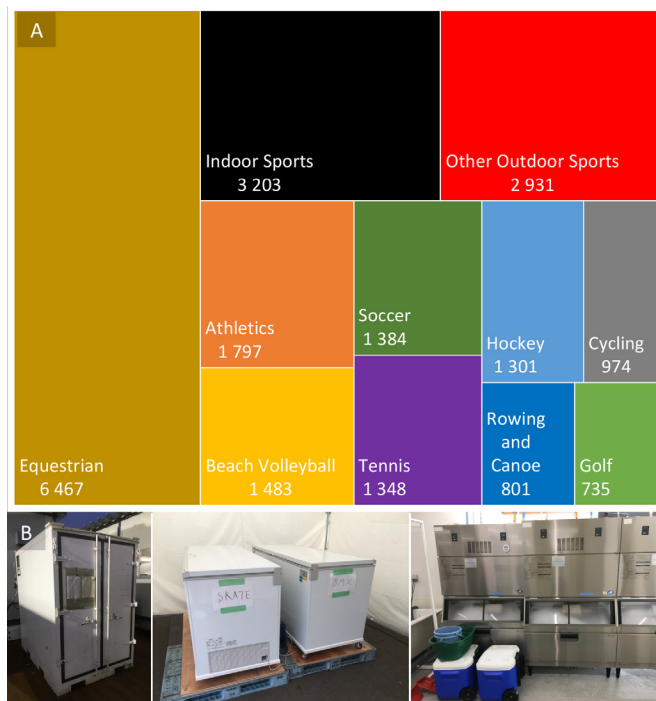 A
Indoor Sports
3 203
Other Outdoor Sports
2 931
Athletics
1 797
Soccer
1 384
Hockey
1 301
Cycling
974
Equestrian
6 467
Beach Volleyball
1 483
Tennis
1 348
Rowing
and
Canoe
801
Golf
735
B
SKATE
BMX